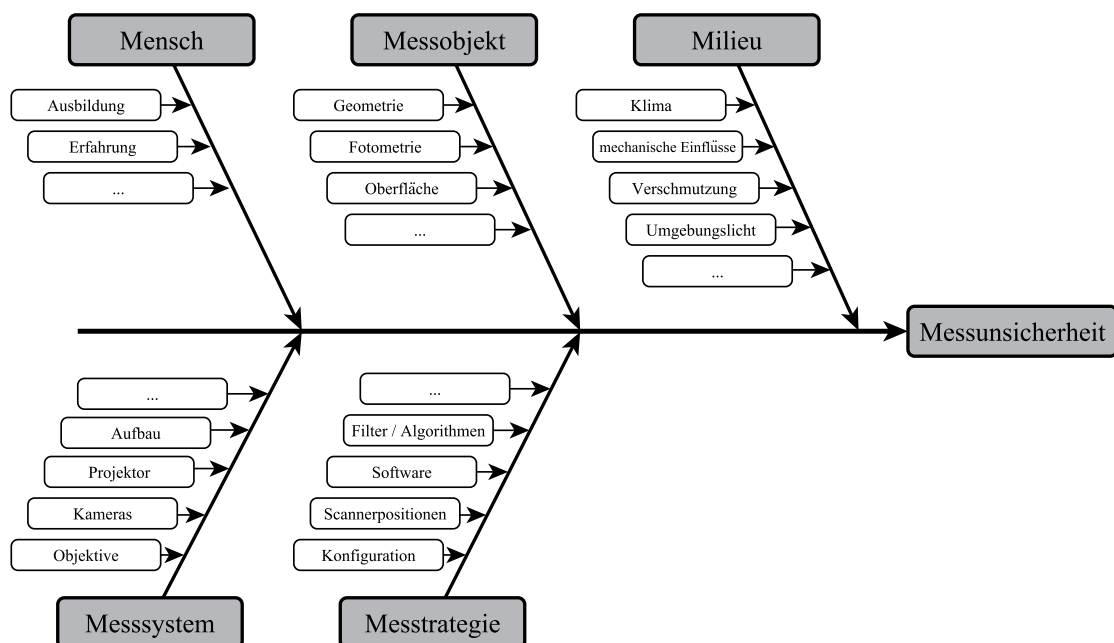 Mensch
Messobjekt
Milieu
Ausbildung
Erfahrung
...
Geometrie
Fotometrie
Oberfläche
...
Klima
mechanische Einflüsse
Verschmutzung
Umgebungslicht
...
Messunsicherheit
...
Aufbau
Projektor
Kameras
Objektive
...
Filter / Algorithmen
Software
Scannerpositionen
Konfiguration
Messsystem
Messtrategie